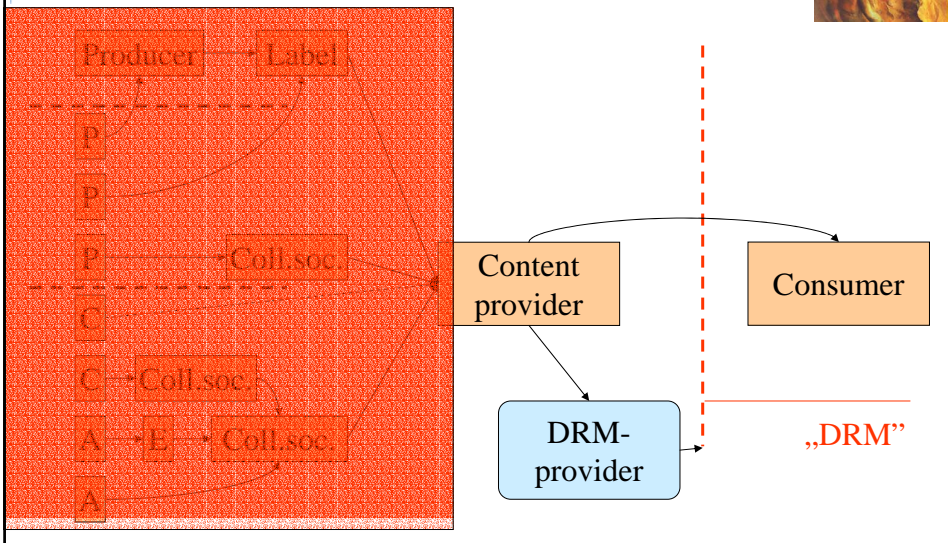 Producer
Label
P
P
P
Coll.soc.
C
C
Coll.soc.
A
E
Coll.soc.
A
Content
provider
Consumer
DRM-
provider
„DRM”